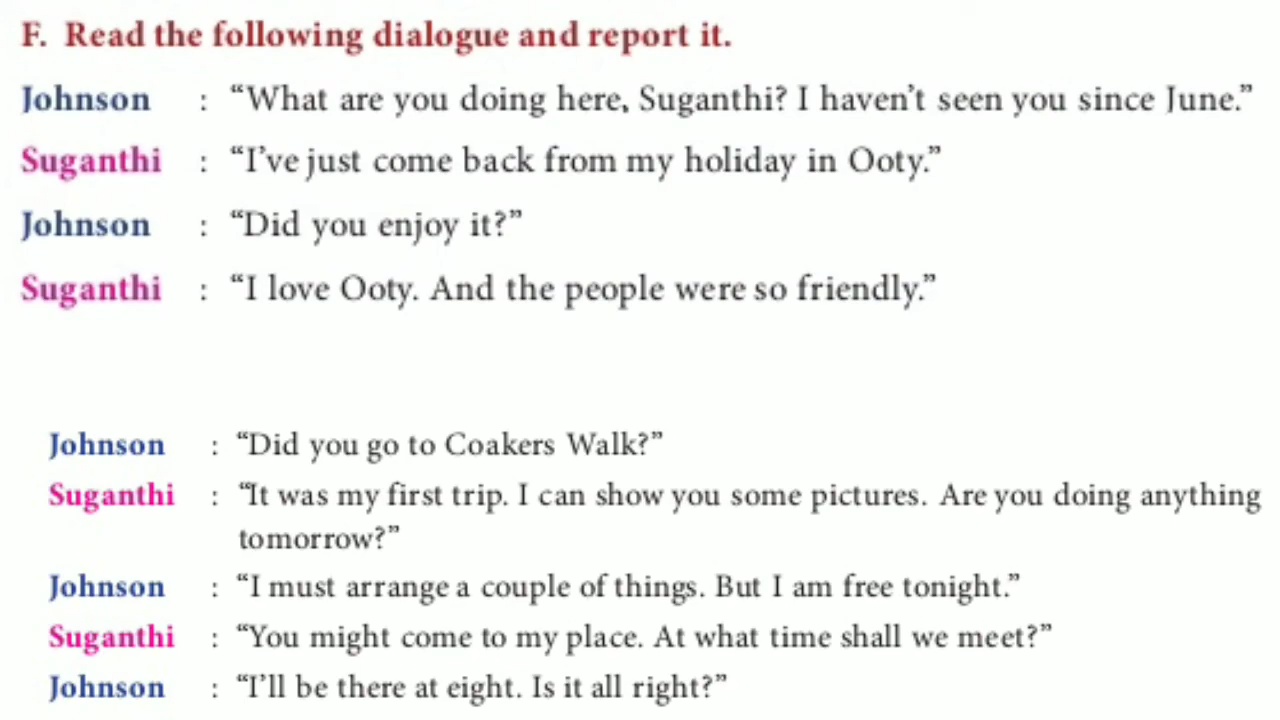 F. Read the following dialogue and report it.
Johnson : “What are you doing here, Suganthi? I haven’t seen you since June.”
Suganthi : “I’ve just come back from my holiday in Ooty.”
Johnson : “Did you enjoy it?”
Suganthi : “I love Ooty. And the people were so friendly.”
Johnson : “Did you go to Coakers Walk?”
Suganthi : “It was my first trip. I can show you some pictures. Are you doing anything
tomorrow?”
Johnson : “I must arrange a couple of things. But I am free tonight.”
Suganthi : “You might come to my place. At what time shall we meet?”
Johnson : “I’ll be there at eight. Is it all right?”